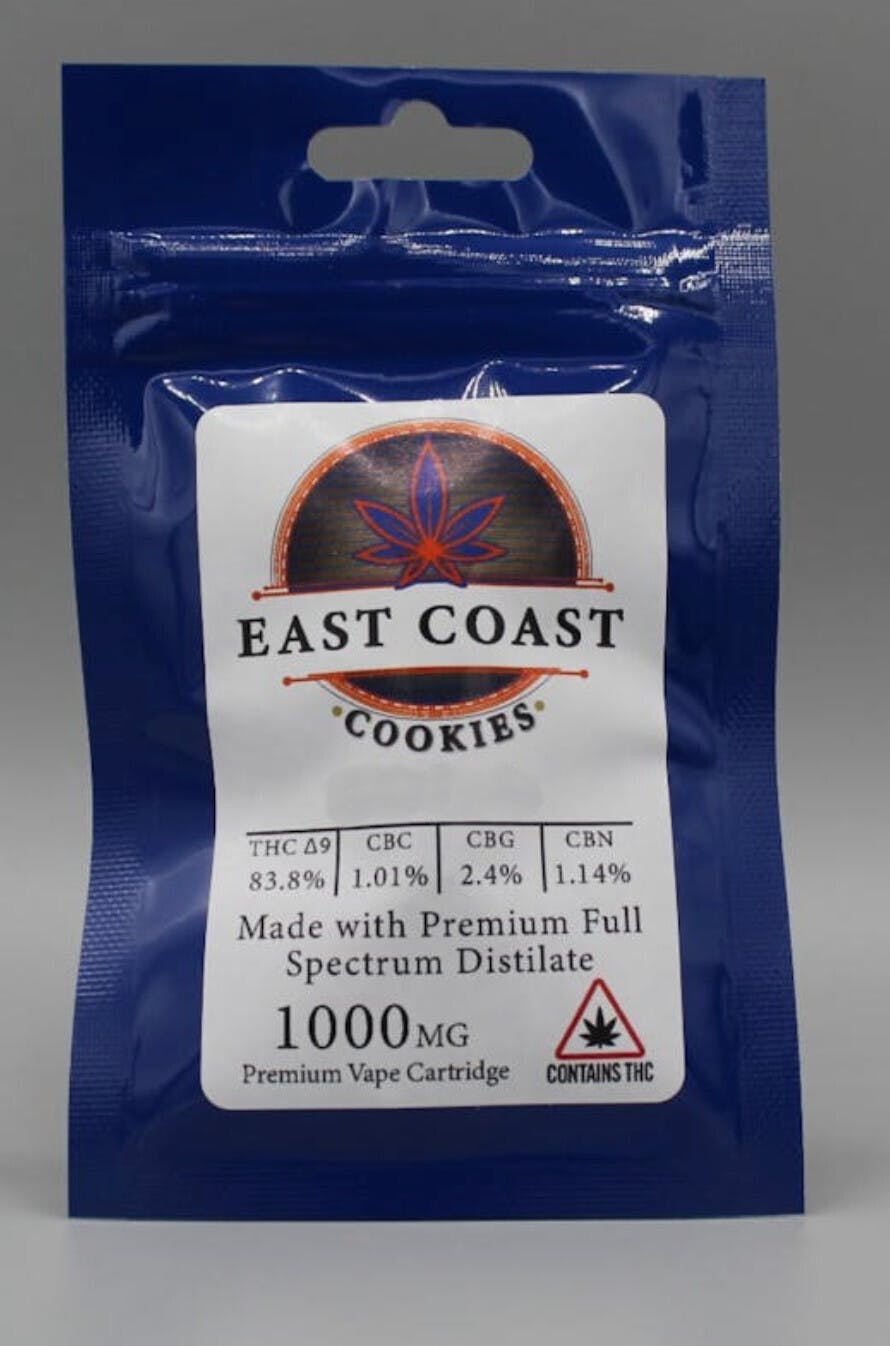 EAST COAST
COOKIES
THC Δ9 CBC CBG CBN
83.8% 1.01% 2.4% 1.14%
Made with Premium Full
Spectrum Distilate
1000MG
Premium Vape Cartridge
CONTAINS THC